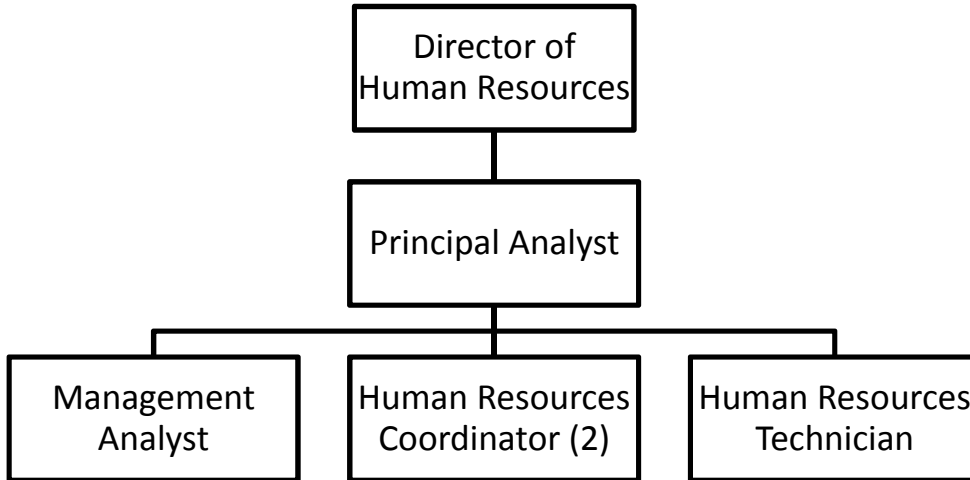 Director of
Human Resources
Principal Analyst
Management
Analyst
Human Resources
Coordinator (2)
Human Resources
Technician